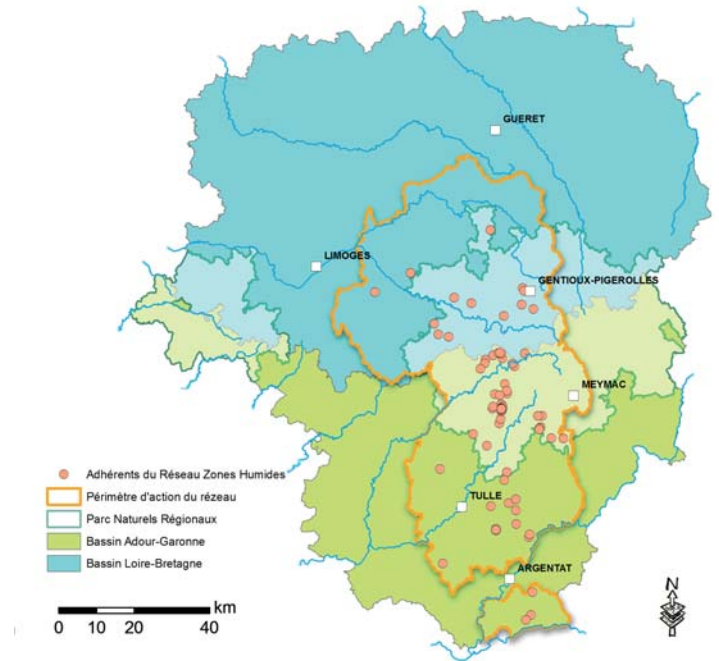 GUERET
LIMOGES
GENTIOUX-PIGEROLLES
MEYMAC
Adhérents du Réseau Zones Humides
Périmètre d'action du rézeau
Parc Naturels Régionaux
TULLE
Bassin Adour-Garonne
Bassin Loire-Bretagne
ARGENTAT
km
0 10 20 40
N